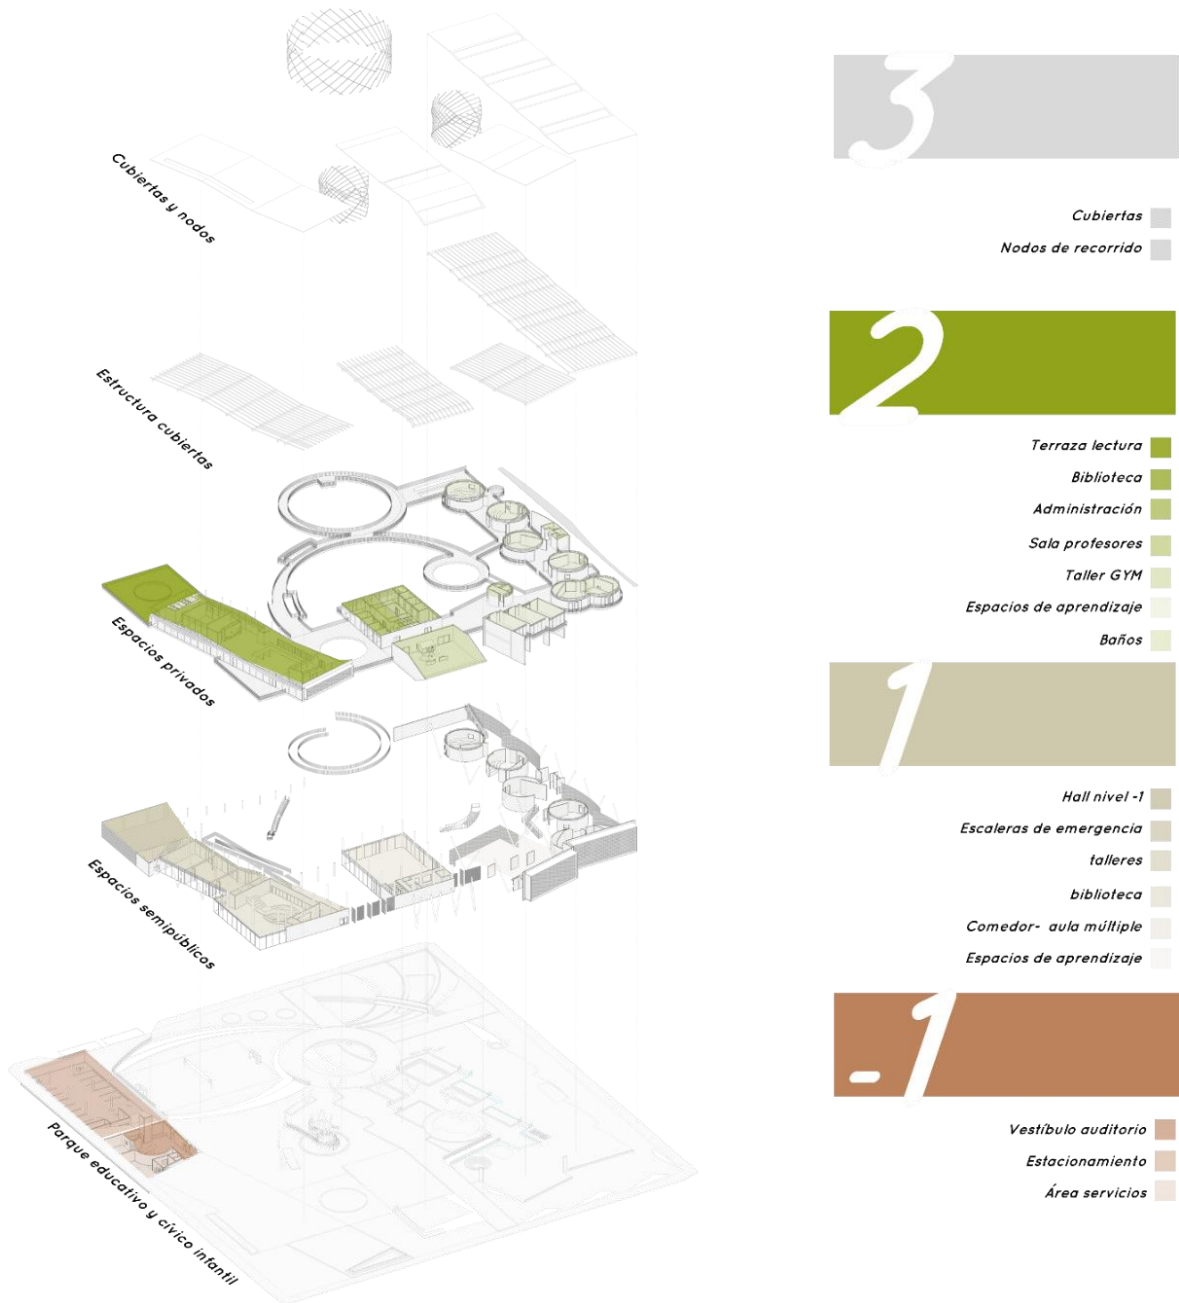 Cubiertas y nodos
Estructura cubiertas
Espacios privados
Espacios semipúblicos
Parque educativo y cívico infantil
3
Cubiertas
Nodos de recorrido
2
Terraza lectura
Biblioteca
Administración
Sala profesores
Taller GYM
Espacios de aprendizaje
Baños
1
Hall nivel -1
Escaleras de emergencia
talleres
biblioteca
Comedor- aula múltiple
Espacios de aprendizaje
-1
Vestíbulo auditorio
Estacionamiento
Área servicios